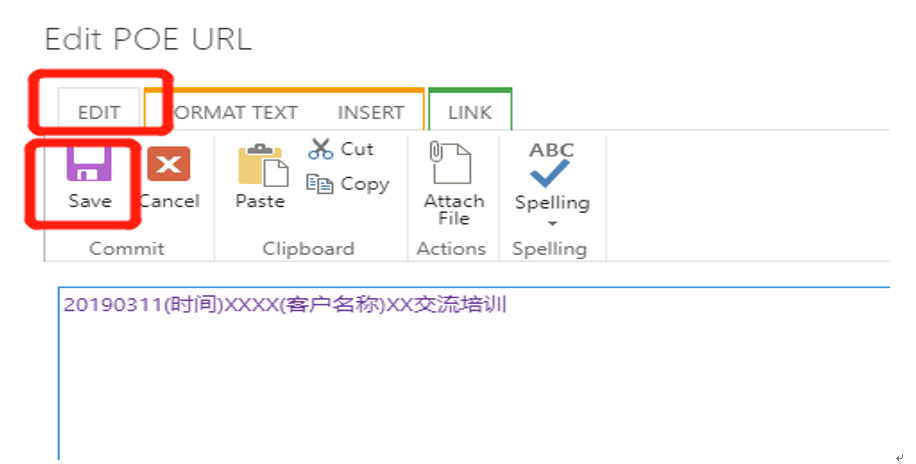 Edit POE URL
EDIT
ORMAT TEXT
INSERT
LINK
Save
Cancel
Paste
Cut
Copy
Attach
File
ABC
Spelling
Commit
Clipboard
Actions
Spelling
20190311(时间)XXXX(客户名称)XX交流培训